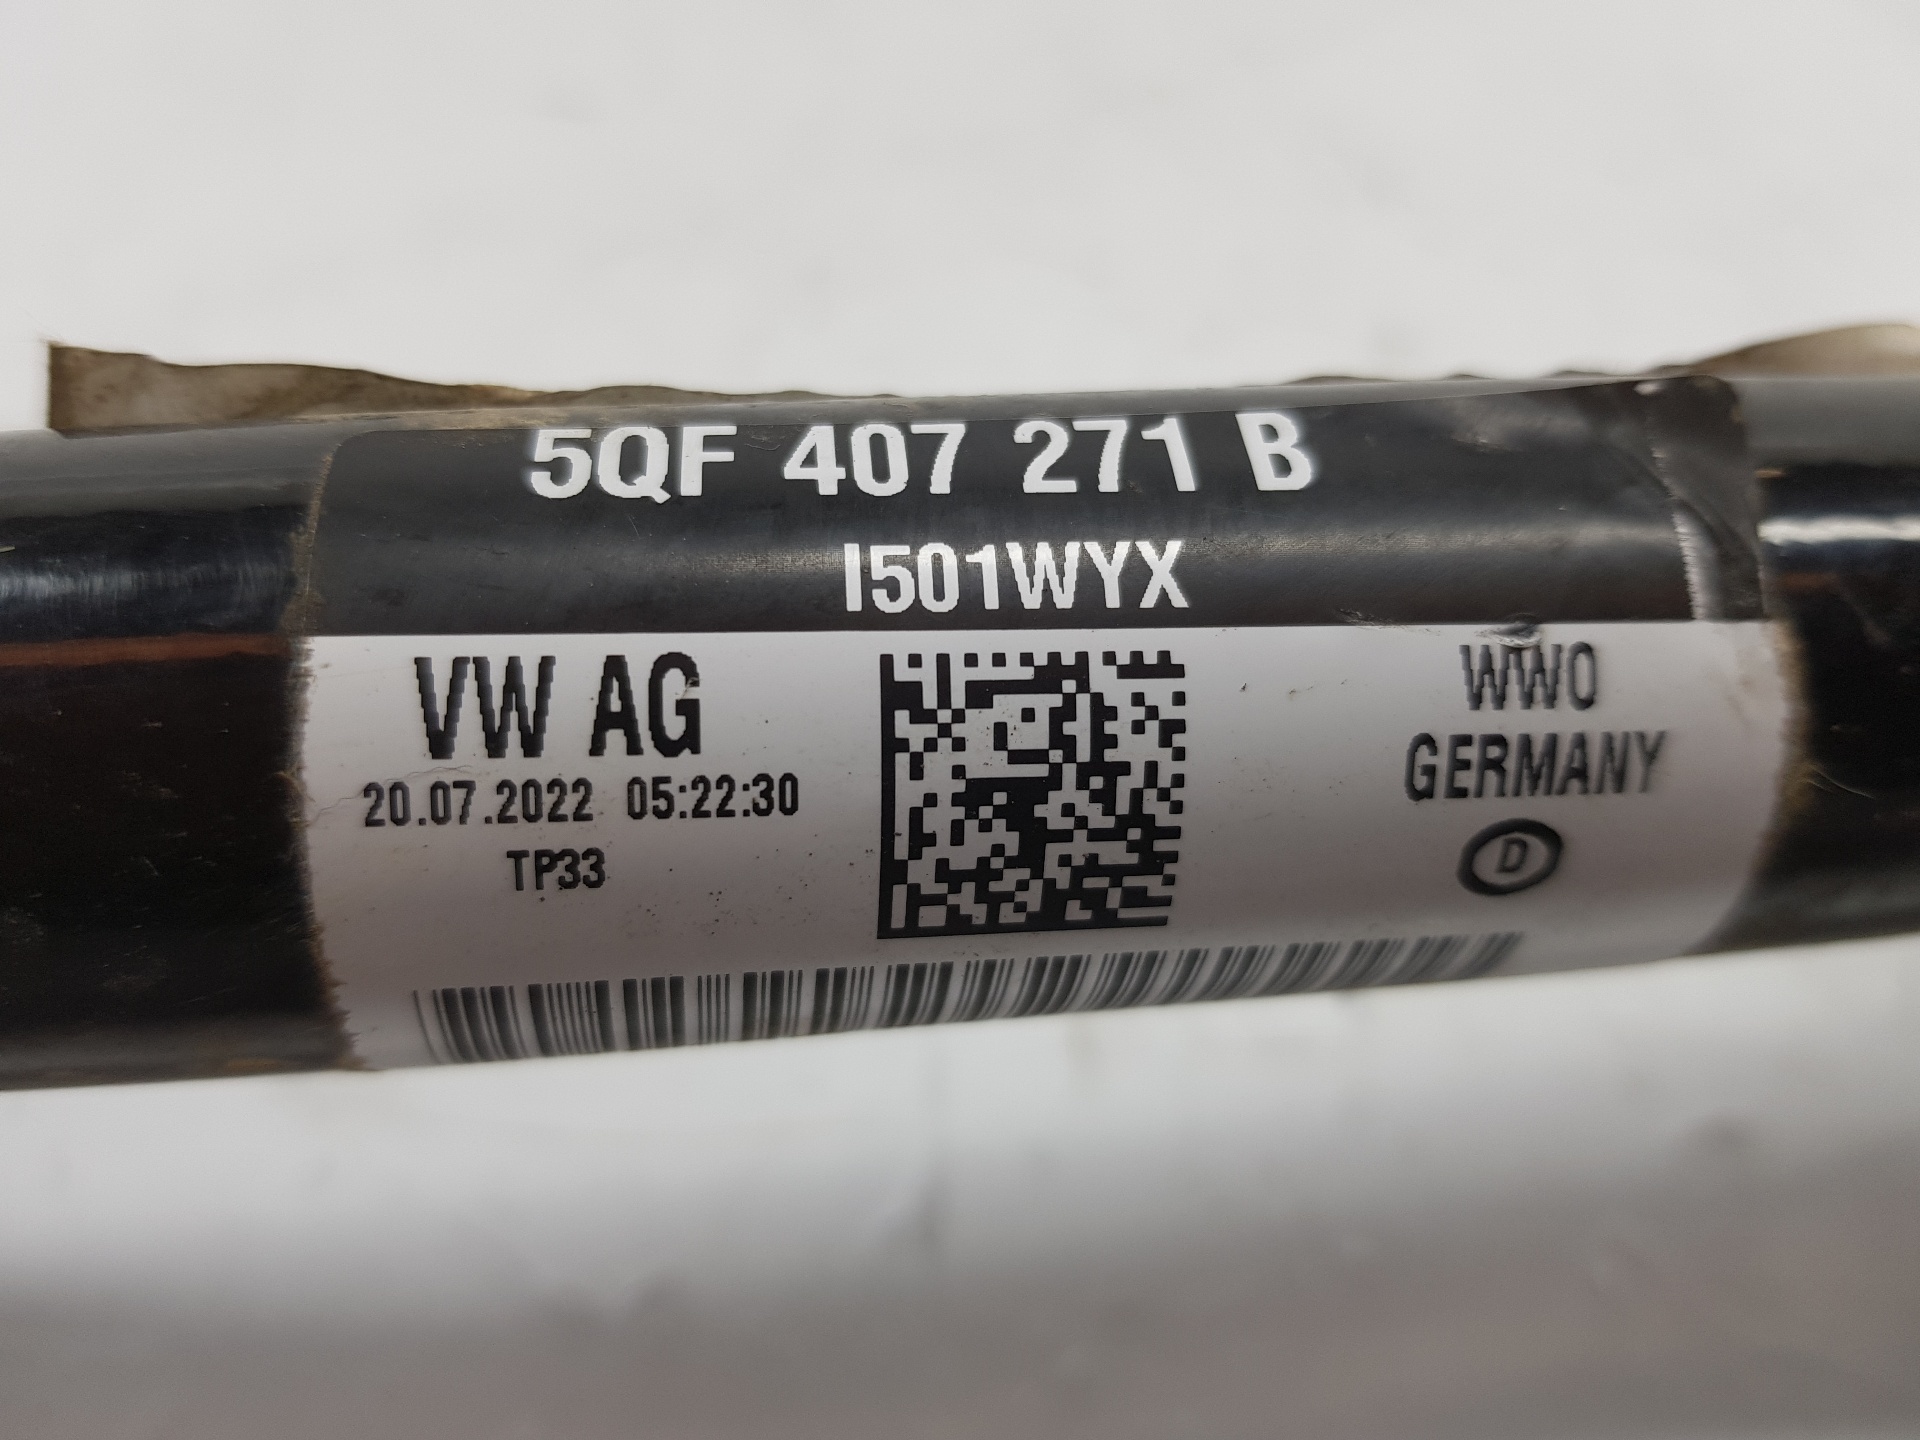 5QF 407 271 B
I501WYX
VW AG
20.07.2022 05:22:30
TP33
WWO
GERMANY
D